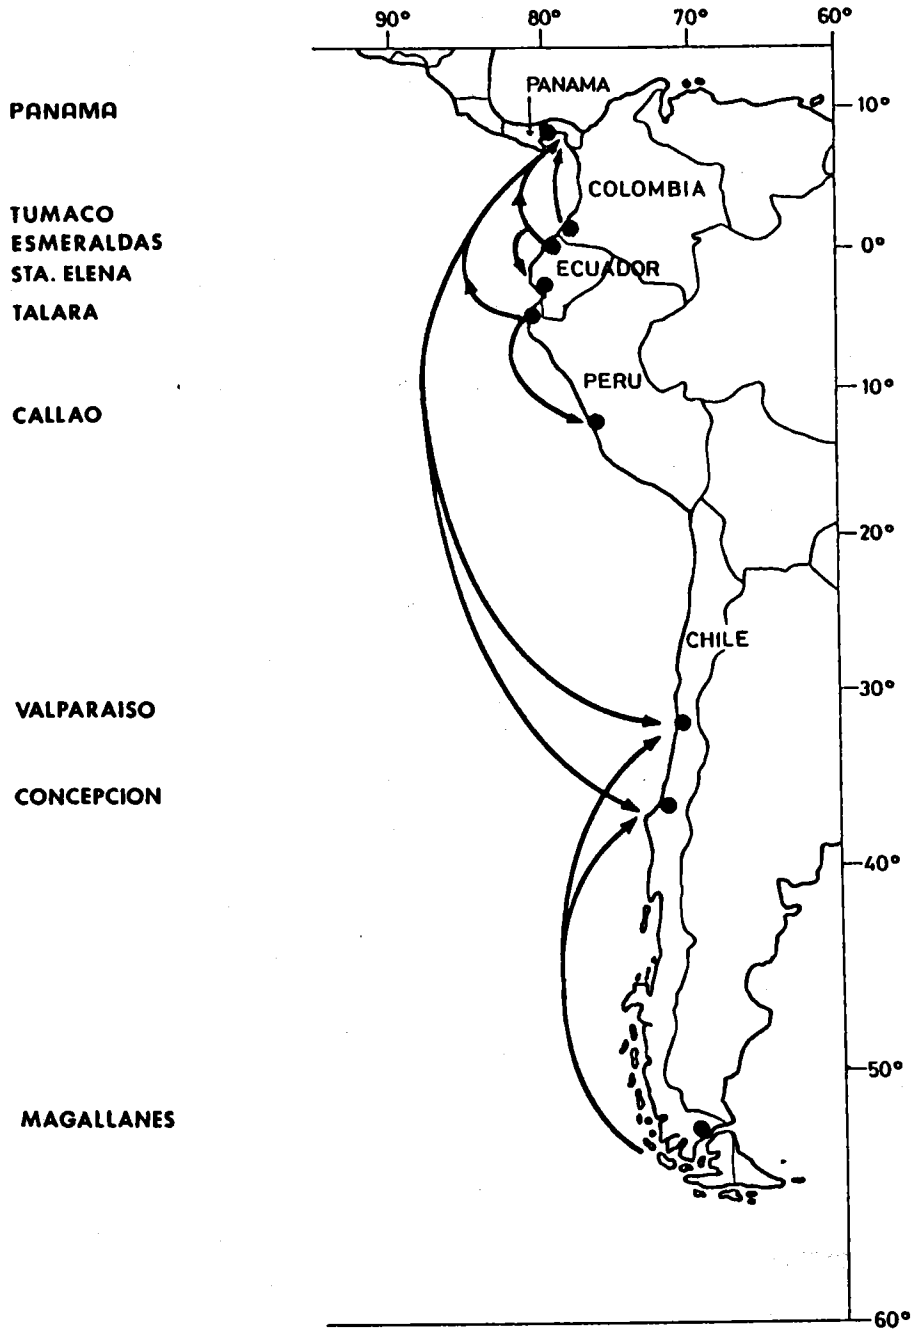 90° 80° 70° 60°
PANAMA
PANAMA
10°
COLOMBIA
TUMACO
ESMERALDAS
0°
ECUADOR
STA. ELENA
TALARA
PERU
10°
CALLAO
20°
CHILE
30°
VALPARAISO
CONCEPCION
40°
50°
MAGALLANES
60°